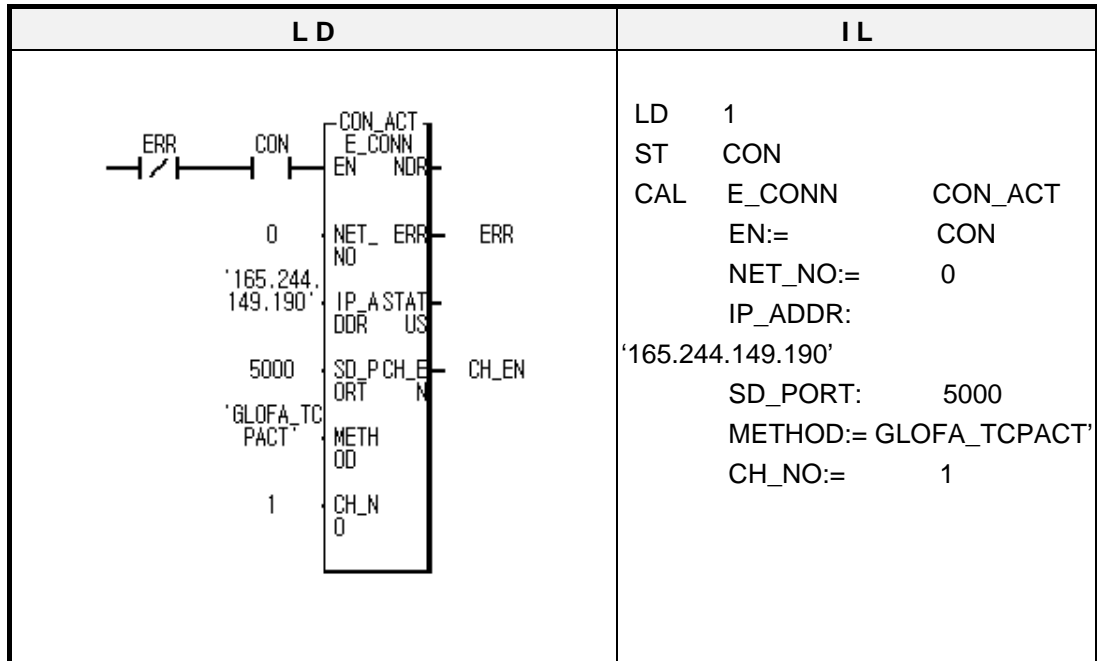 L D
I L
ERR CON
CON_ACT
E_CONN
EN NDR
0 NET_ ERR ERR
NO
'165.244.
149.190' IP_A STAT
DDR US
5000 SD_P CH_E CH_EN
ORT N
'GLOFA_TC
PACT' METH
OD
1 CH_N
O
LD 1
ST CON
CAL E_CONN CON_ACT
EN:= CON
NET_NO:= 0
IP_ADDR:
‘165.244.149.190’
SD_PORT: 5000
METHOD:= GLOFA_TCPACT’
CH_NO:= 1